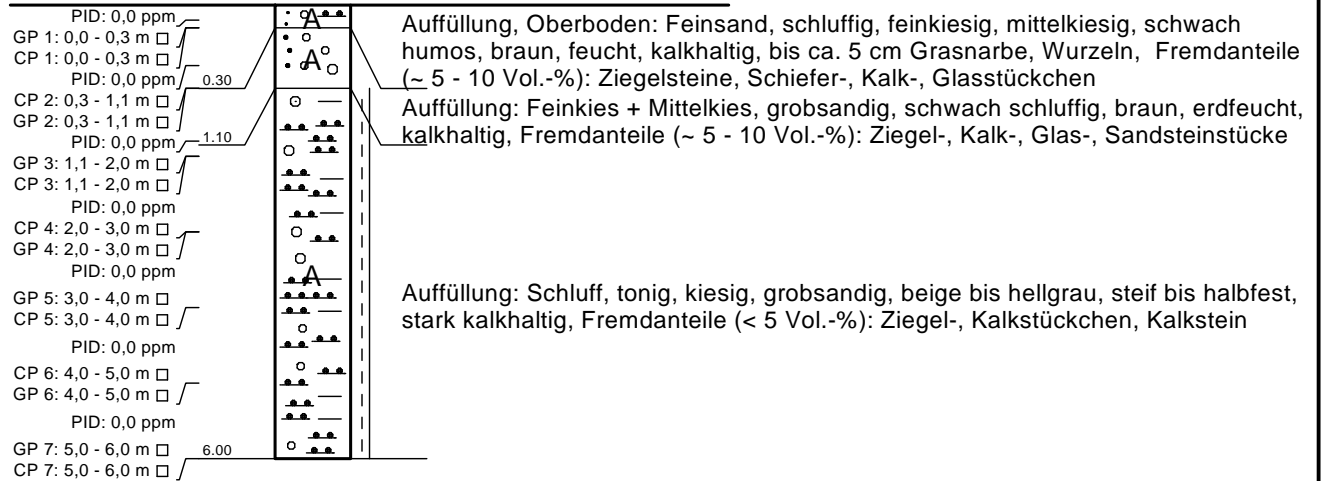 PID: 0,0 ppm
GP 1: 0,0 - 0,3 m
CP 1: 0,0 - 0,3 m
PID: 0,0 ppm
0.30
CP 2: 0,3 - 1,1 m
GP 2: 0,3 - 1,1 m
PID: 0,0 ppm
1.10
GP 3: 1,1 - 2,0 m
CP 3: 1,1 - 2,0 m
PID: 0,0 ppm
CP 4: 2,0 - 3,0 m
GP 4: 2,0 - 3,0 m
PID: 0,0 ppm
GP 5: 3,0 - 4,0 m
CP 5: 3,0 - 4,0 m
PID: 0,0 ppm
CP 6: 4,0 - 5,0 m
GP 6: 4,0 - 5,0 m
PID: 0,0 ppm
GP 7: 5,0 - 6,0 m
6.00
CP 7: 5,0 - 6,0 m
A
A
A
Auffüllung, Oberboden: Feinsand, schluffig, feinkiesig, mittelkiesig, schwach
humos, braun, feucht, kalkhaltig, bis ca. 5 cm Grasnarbe, Wurzeln, Fremdanteile
(~ 5 - 10 Vol.-%): Ziegelsteine, Schiefer-, Kalk-, Glasstückchen
Auffüllung: Feinkies + Mittelkies, grobsandig, schwach schluffig, braun, erdfeucht,
kalkhaltig, Fremdanteile (~ 5 - 10 Vol.-%): Ziegel-, Kalk-, Glas-, Sandsteinstücke
Auffüllung: Schluff, tonig, kiesig, grobsandig, beige bis hellgrau, steif bis halbfest,
stark kalkhaltig, Fremdanteile (< 5 Vol.-%): Ziegel-, Kalkstückchen, Kalkstein